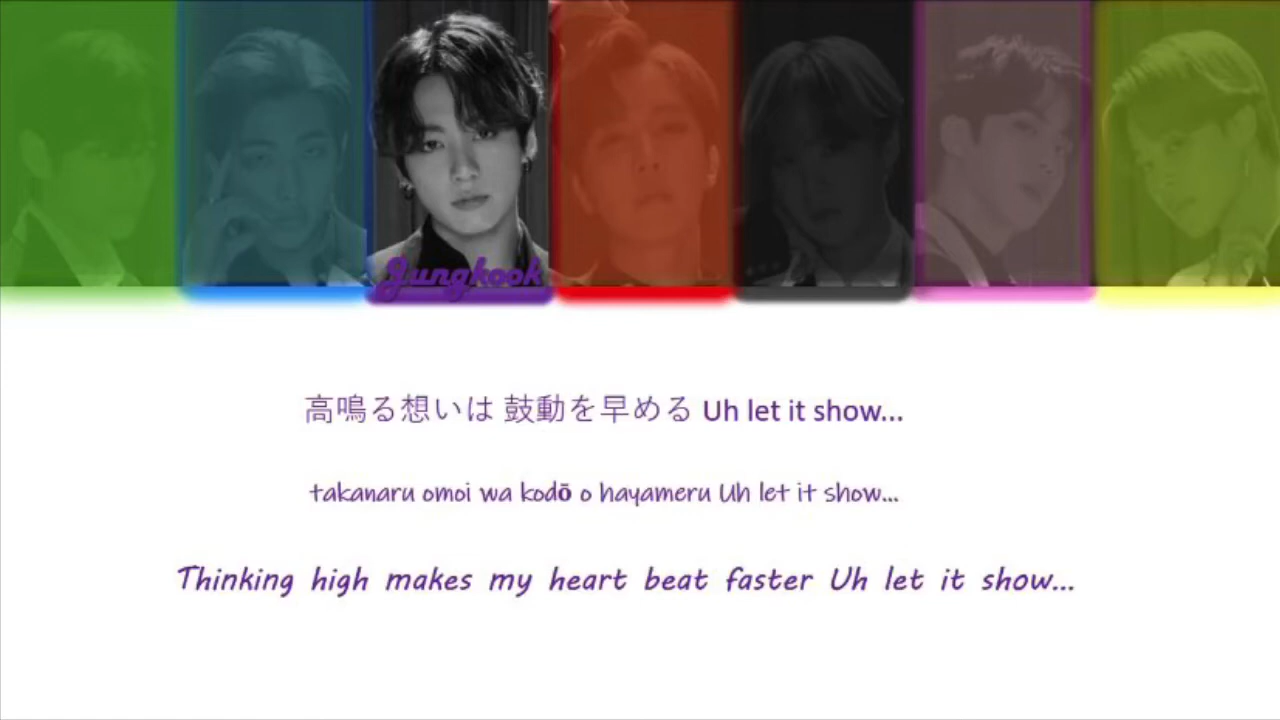 Jungkook
高鳴る想いは 鼓動を早める Uh let it show...
takanaru omoi wa kodō o hayameru Uh let it show...
Thinking high makes my heart beat faster Uh let it show...